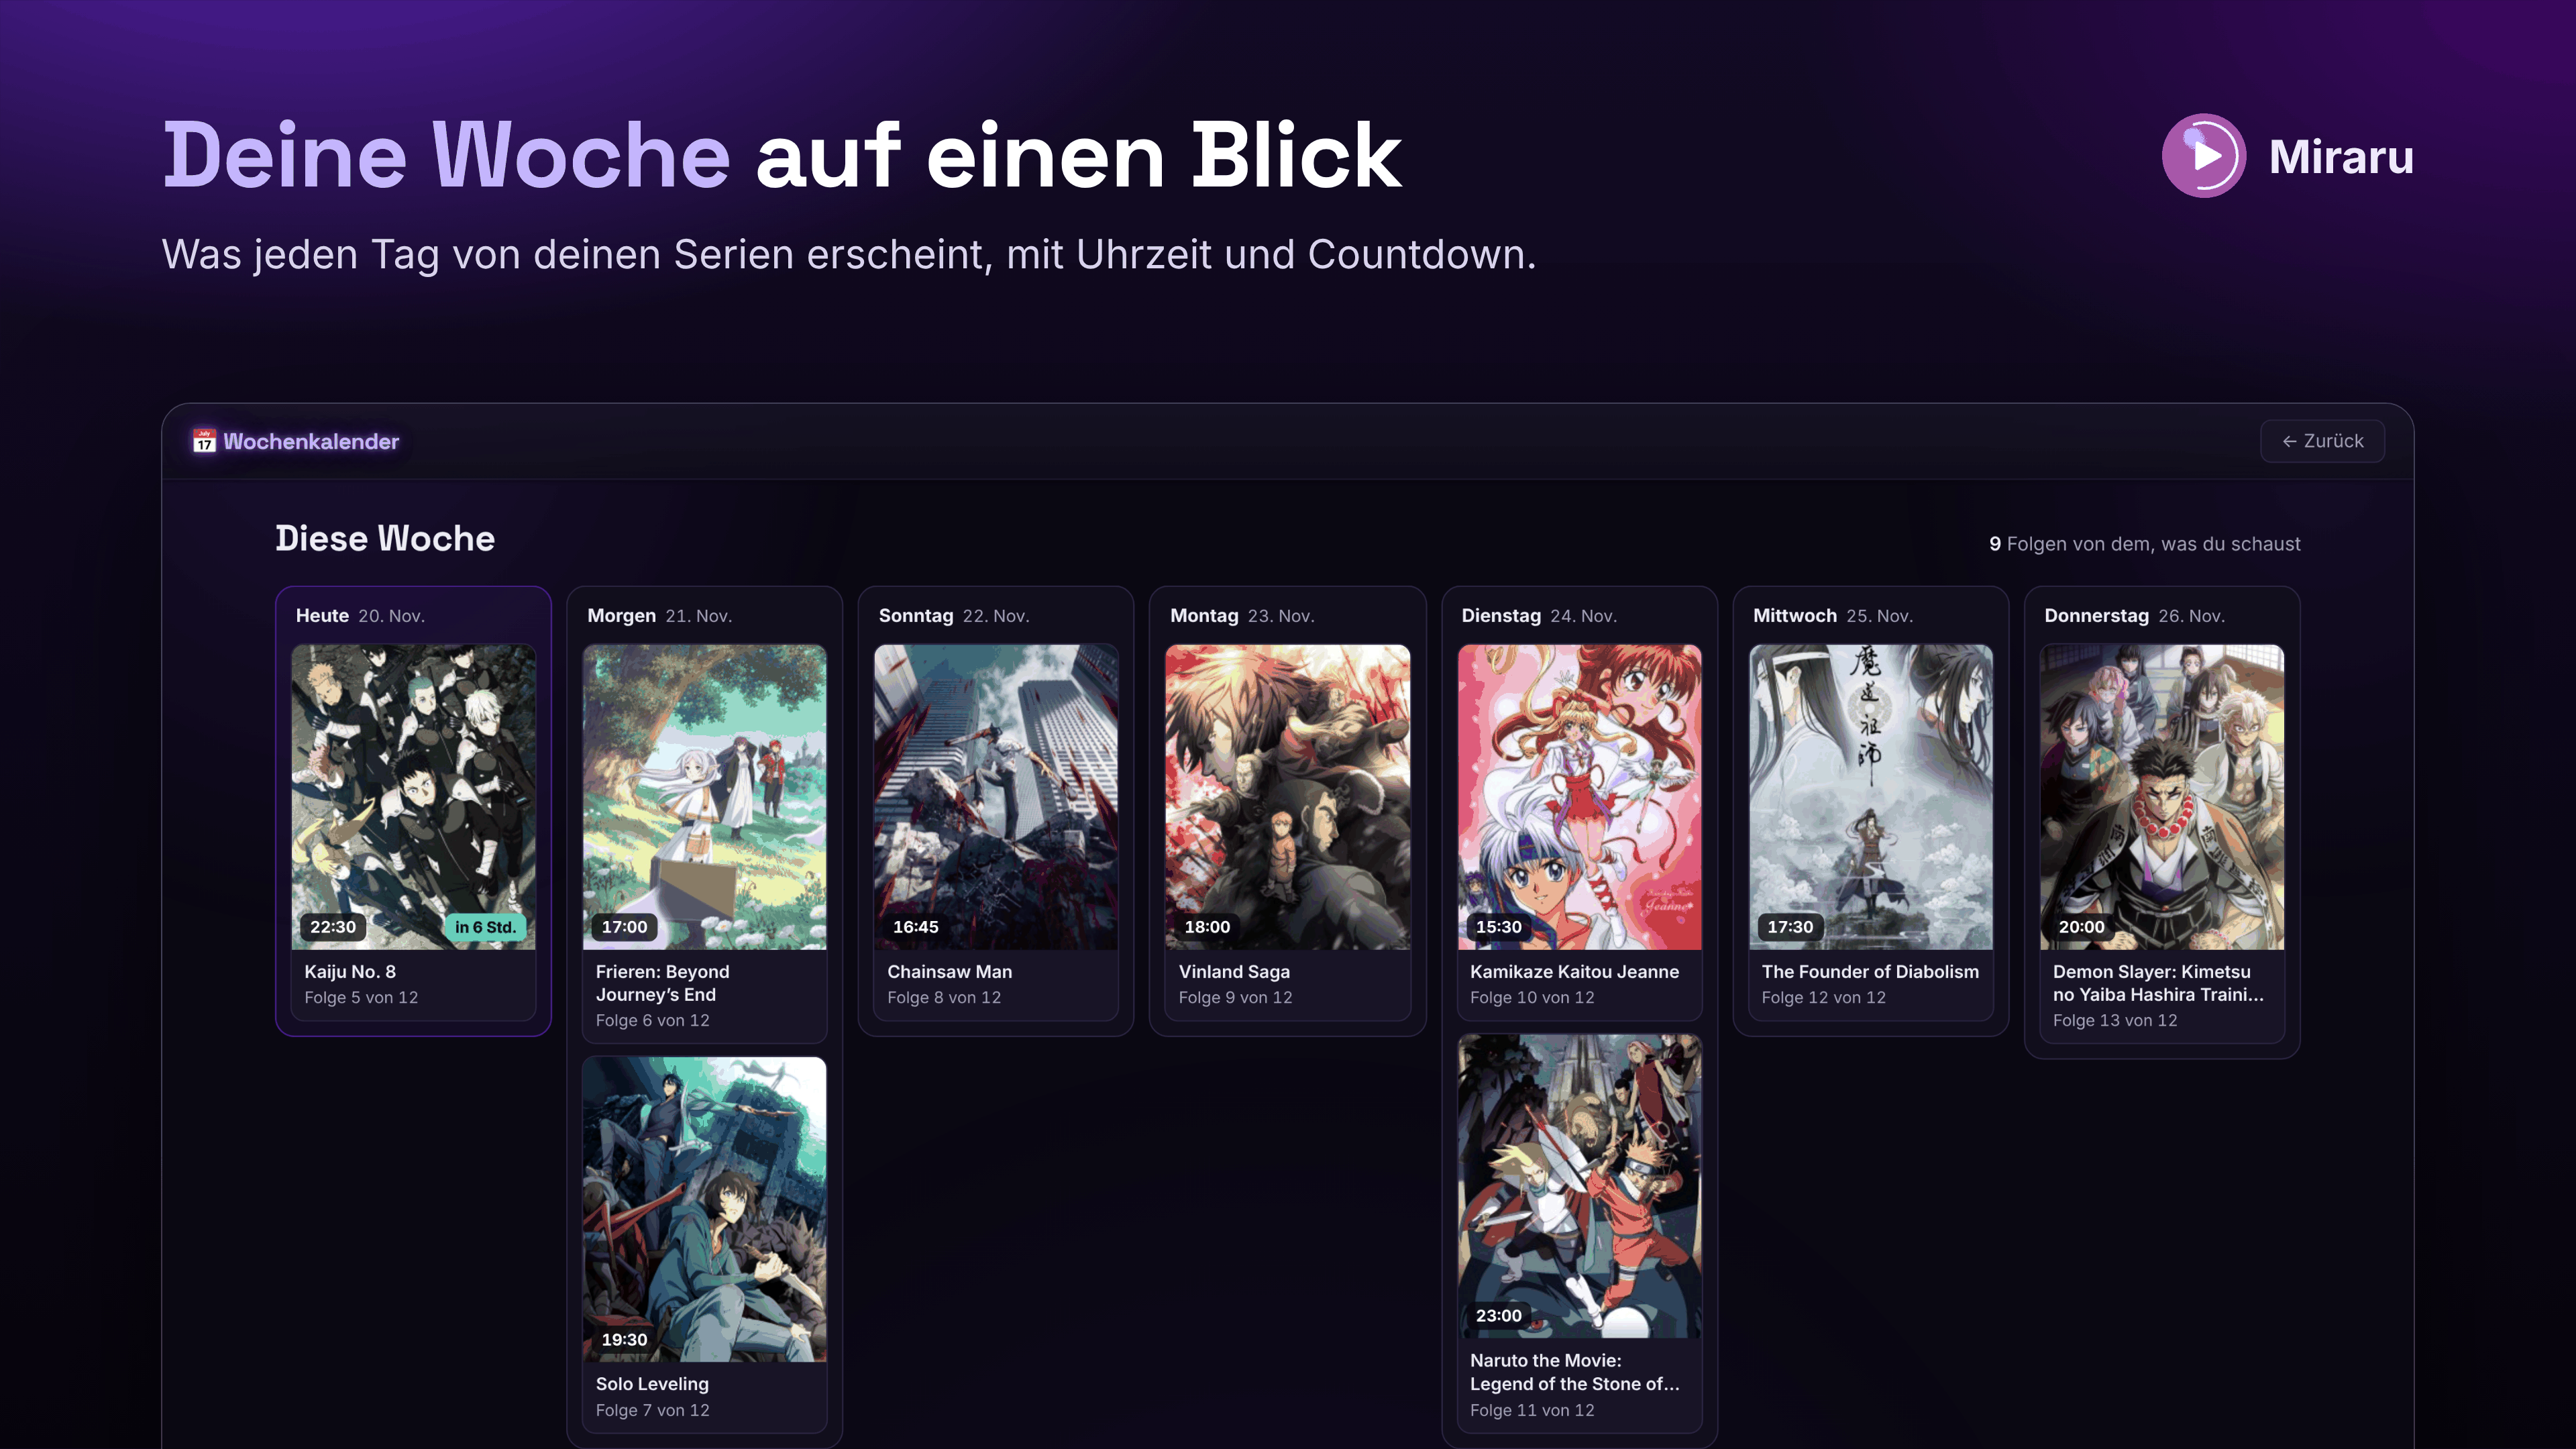 Deine Woche auf einen Blick
Miraru
Was jeden Tag von deinen Serien erscheint, mit Uhrzeit und Countdown.
July
17
Wochenkalender
← Zurück
Diese Woche
9 Folgen von dem, was du schaust
Heute 20. Nov.
22:30
in 6 Std.
Kaiju No. 8
Folge 5 von 12
Morgen 21. Nov.
17:00
Frieren: Beyond
Journey’s End
Folge 6 von 12
19:30
Solo Leveling
Folge 7 von 12
Sonntag 22. Nov.
16:45
Chainsaw Man
Folge 8 von 12
Montag 23. Nov.
18:00
Vinland Saga
Folge 9 von 12
Dienstag 24. Nov.
Jeanne
15:30
Kamikaze Kaitou Jeanne
Folge 10 von 12
23:00
Naruto the Movie:
Legend of the Stone of…
Folge 11 von 12
Mittwoch 25. Nov.
魔
道
祖
师
17:30
The Founder of Diabolism
Folge 12 von 12
Donnerstag 26. Nov.
20:00
Demon Slayer: Kimetsu
no Yaiba Hashira Traini…
Folge 13 von 12